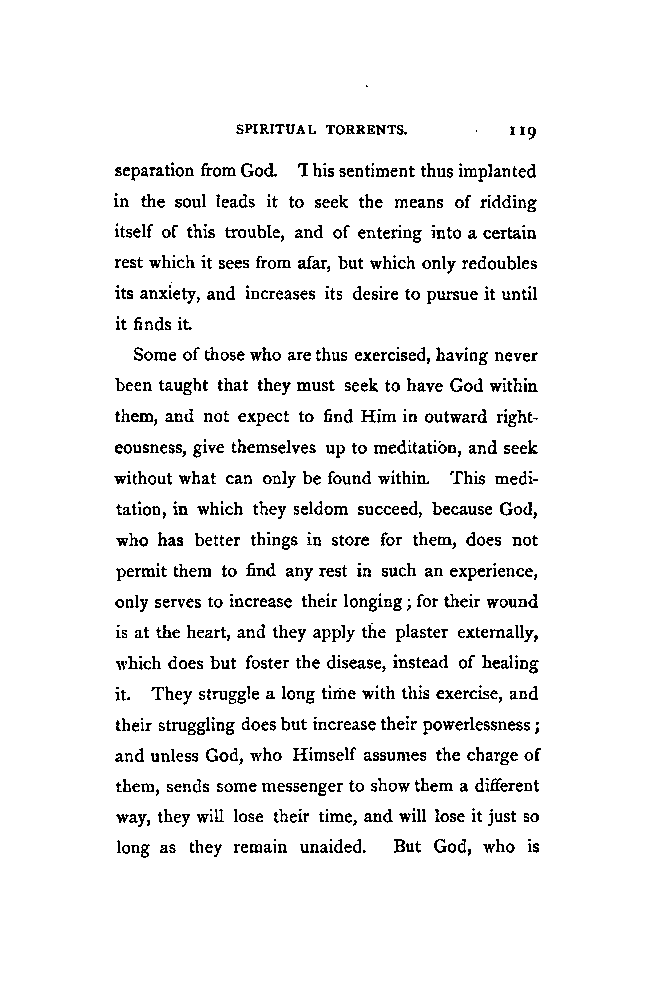 SPIRITUAL TORRENTS. 119
separation from God. This sentiment thus implanted
in the soul leads it to seek the means of ridding
itself of this trouble, and of entering into a certain
rest which it sees from afar, but which only redoubles
its anxiety, and increases its desire to pursue it until
it finds it.
Some of those who are thus exercised, having never
been taught that they must seek to have God within
them, and not expect to find Him in outward right-
eousness, give themselves up to meditation, and seek
without what can only be found within. This medi-
tation, in which they seldom succeed, because God,
who has better things in store for them, does not
permit them to find any rest in such an experience,
only serves to increase their longing; for their wound
is at the heart, and they apply the plaster externally,
which does but foster the disease, instead of healing
it. They struggle a long time with this exercise, and
their struggling does but increase their powerlessness;
and unless God, who Himself assumes the charge of
them, sends some messenger to show them a different
way, they will lose their time, and will lose it just so
long as they remain unaided. But God, who is